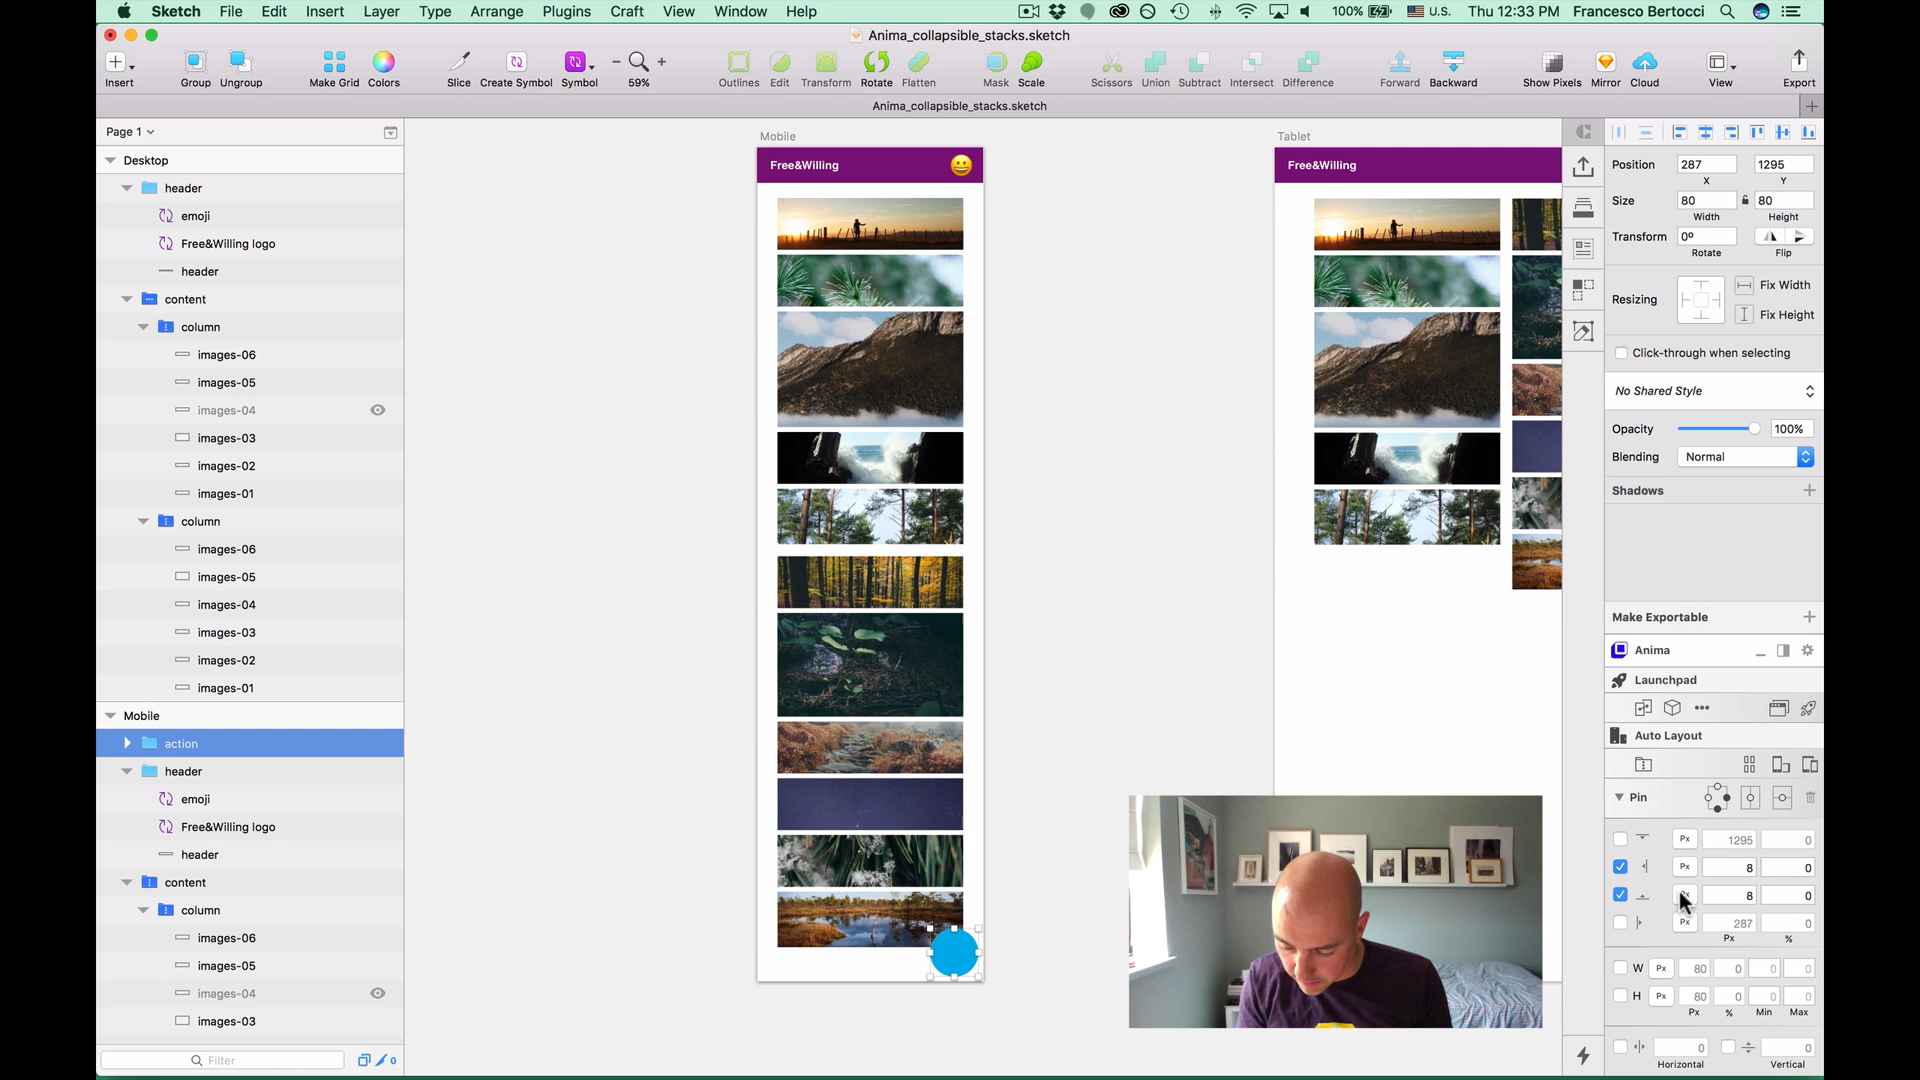 Sketch File Edit Insert Layer Type Arrange Plugins Craft View Window Help 100% U.S. Thu 12:33 PM Francesco Bertocci
Anima_collapsible_stacks.sketch
Insert Group Ungroup Make Grid Colors Slice Create Symbol Symbol 59% Outlines Edit Transform Rotate Flatten Mask Scale Scissors Union Subtract Intersect Difference Forward Backward Show Pixels Mirror Cloud View Export
Anima_collapsible_stacks.sketch
Page 1
Desktop
header
emoji
Free&Willing logo
header
content
column
images-06
images-05
images-04
images-03
images-02
images-01
column
images-06
images-05
images-04
images-03
images-02
images-01
Mobile
action
header
emoji
Free&Willing logo
header
content
column
images-06
images-05
images-04
images-03
Filter 0
Mobile
Free&Willing
Tablet
Free&Willing
Position 287 1295
X Y
Size 80 80
Width Height
Transform 0º
Rotate Flip
Resizing Fix Width
Fix Height
Click-through when selecting
No Shared Style
Opacity 100%
Blending Normal
Shadows
Make Exportable
Anima
Launchpad
Auto Layout
Pin
Px 1295 0
Px 8 0
8 0
Px 287 0
Px %
W Px 80 0 0 0
H Px 80 0 0 0
Px % Min Max
0 0
Horizontal Vertical